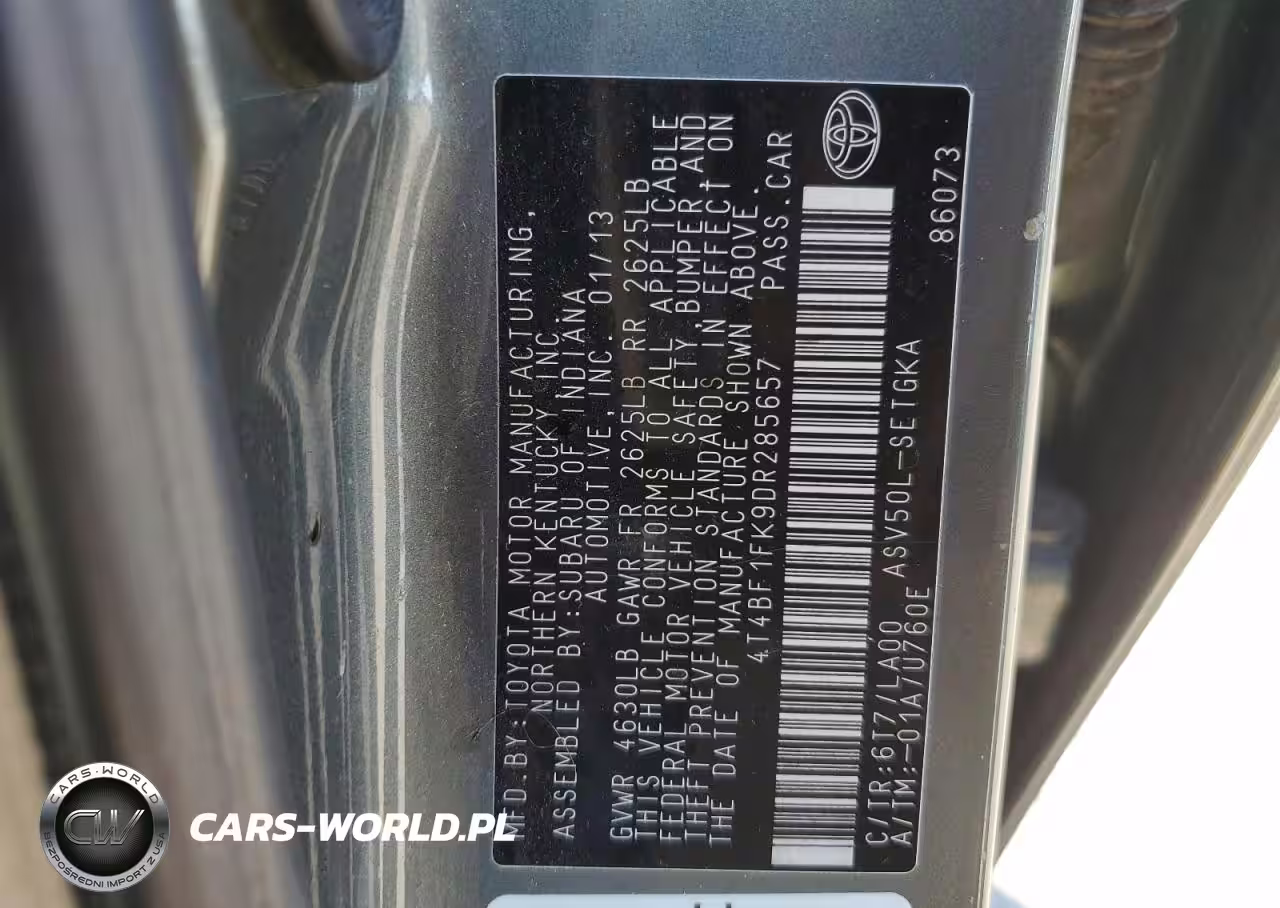 MFD.BY:TOYOTA MOTOR MANUFACTURING,
NORTHERN KENTUCKY, INC.
ASSEMBLED BY:SUBARU OF INDIANA
AUTOMOTIVE, INC. 01/13
GVWR 4630LB GAWR FR 2625LB RR 2625LB
THIS VEHICLE CONFORMS TO ALL APPLICABLE
FEDERAL MOTOR VEHICLE SAFETY, BUMPER, AND
THEFT PREVENTION STANDARDS IN EFFECT ON
THE DATE OF MANUFACTURE SHOWN ABOVE.
4T4BF1FK9DR285657 PASS.CAR
C/TR:6T7/LA00
A/TM:-01A/U760E ASV50L-SETGKA
86073
CARS-WORLD
CW
BEZPOŚREDNI IMPORT Z USA
CARS-WORLD.PL